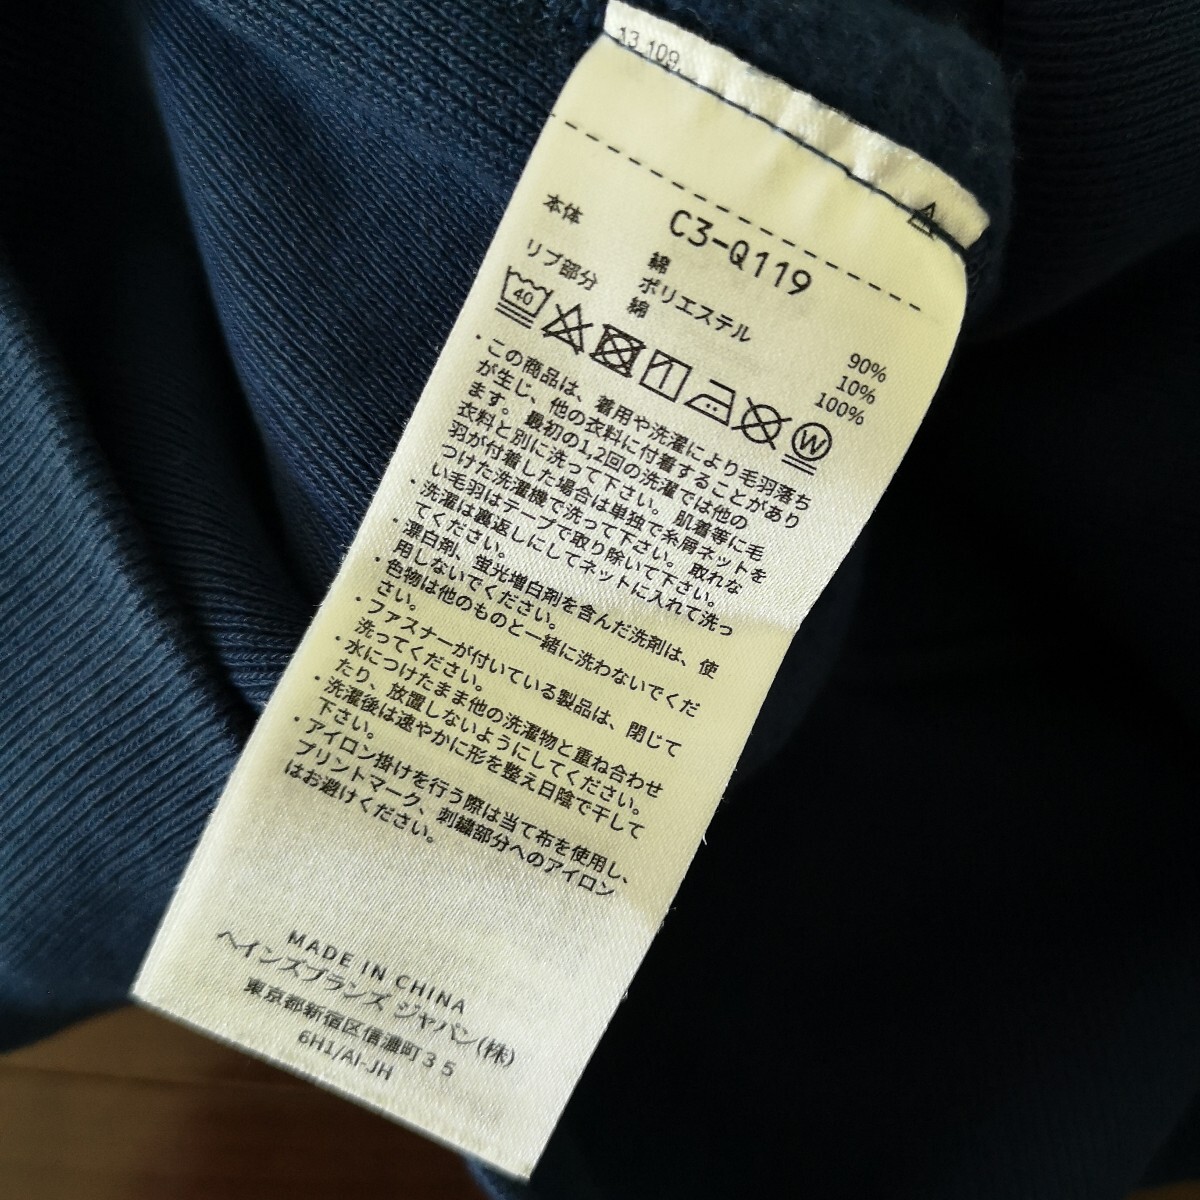 13.109.
C3-Q119
本体 綿 90%
ポリエステル 10%
リブ部分 綿 100%
40
W
・この商品は、着用や洗濯により毛羽落ち
が生じ、他の衣料に付着することがあり
ます。最初の1,2回の洗濯では他の
衣料と別に洗って下さい。肌着等に毛
羽が付着した場合は単独で糸屑ネットを
つけた洗濯機で洗って下さい。取れな
い毛羽はテープで取り除いて下さい。
・洗濯は裏返しにしてネットに入れて洗っ
てください。
・漂白剤、蛍光増白剤を含んだ洗剤は、使
用しないでください。
・色物は他のものと一緒に洗わないでくだ
さい。
・ファスナーが付いている製品は、閉じて
洗ってください。
・水につけたまま他の洗濯物と重ね合わせ
たり、放置しないようにしてください。
・洗濯後は速やかに形を整え日陰で干して
下さい。
・アイロン掛けを行う際は当て布を使用し、
プリントマーク、刺繍部分へのアイロン
はお避けください。
MADE IN CHINA
ヘインズブランズ ジャパン(株)
東京都新宿区信濃町35
6H1/AI-JH